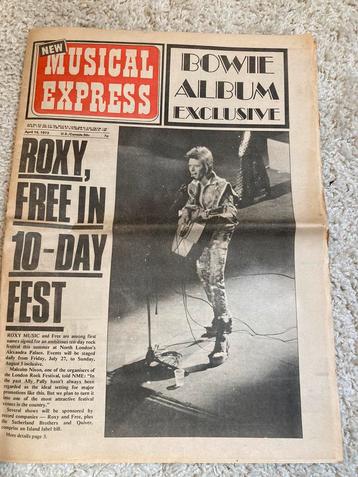 NEW
MUSICAL
EXPRESS
BOWIE
ALBUM
EXCLUSIVE
April 1973
U.S./Canada
7p
ROXY,
FREE IN
10-DAY
FEST
ROXY MUSIC and Free are among first
names signed for an ambitious ten-day rock
festival this summer at North London's
Alexandra Palace. Events will be staged
daily from Friday, July 27, to Sunday,
August 5 inclusive.
Malcolm Nixon, one of the organisers of
the London Rock Festival, told NME: "In
the past Ally Pally hasn't always been
regarded as the ideal setting for major
promotions like this. But we plan to turn it
into one of the most attractive festival
venues in the country."
Several shows will be sponsored by
record companies — Roxy and Free, plus
the Sutherland Brothers and Quiver,
comprise an Island label bill.
More details page 3.